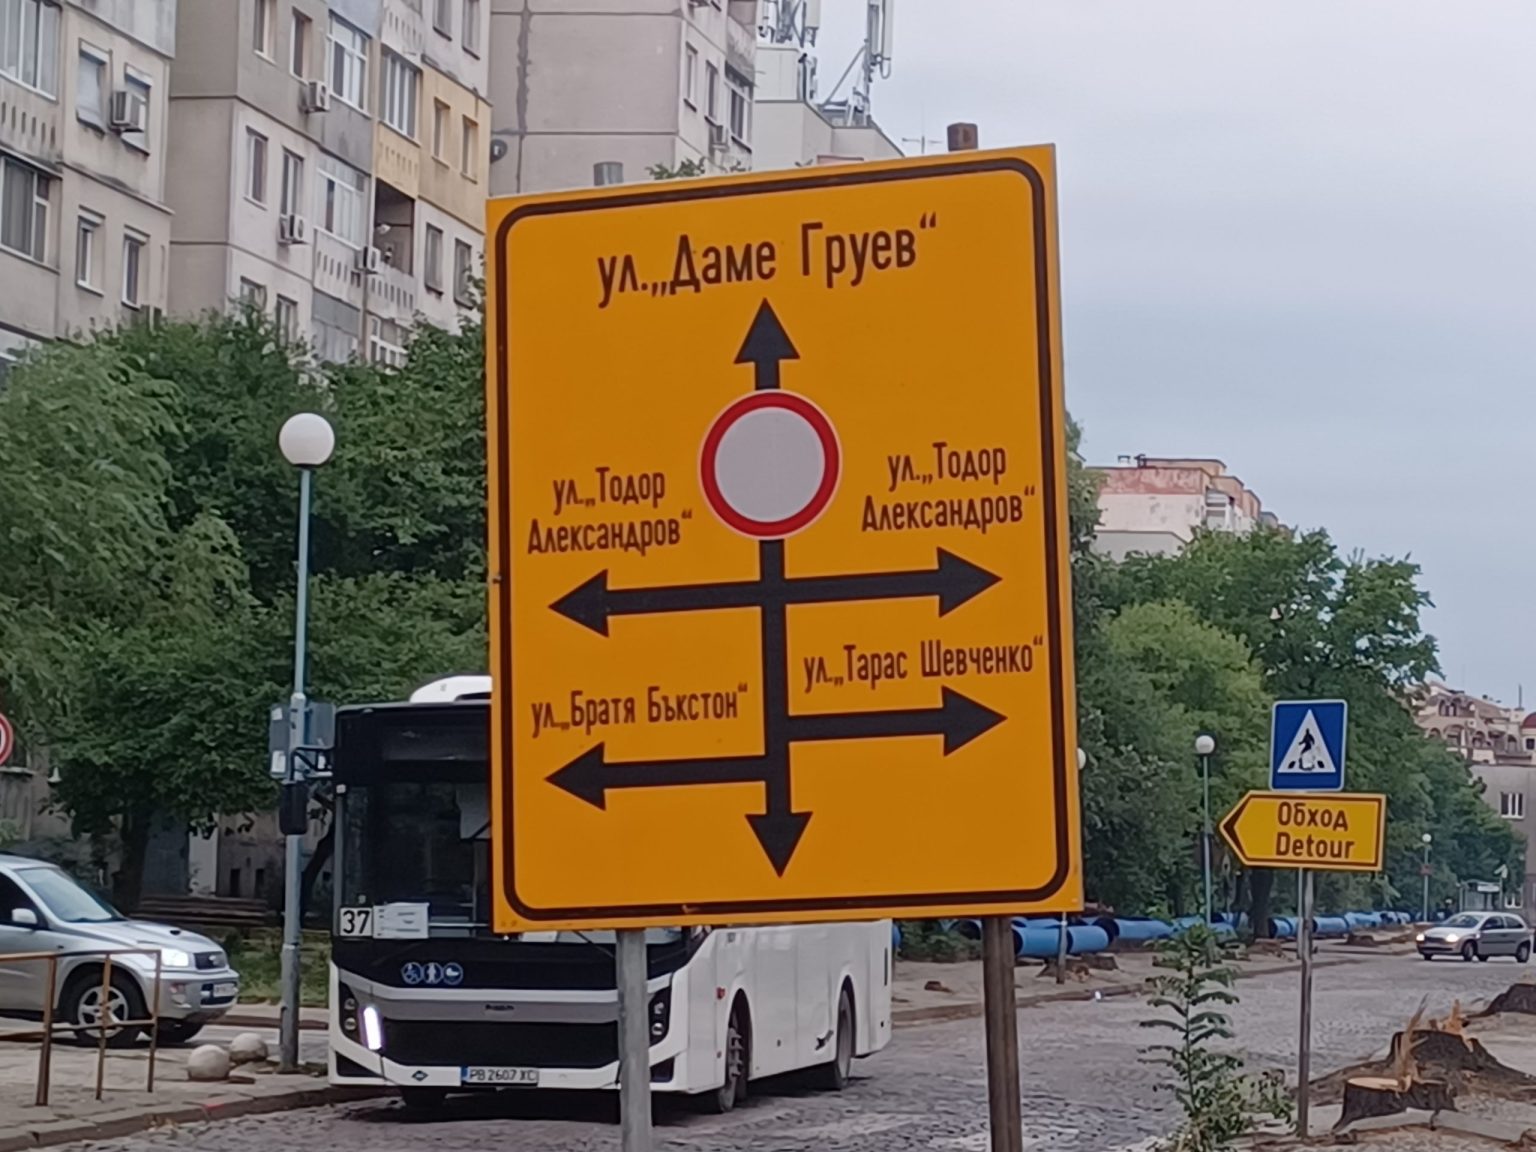 ул. „Даме Груев“
ул. „Тодор
Александров“
ул. „Тодор
Александров“
ул. „Тарас Шевченко“
ул. „Братя Бъкстон“
Обход
Detour
37
PB 2607 XC